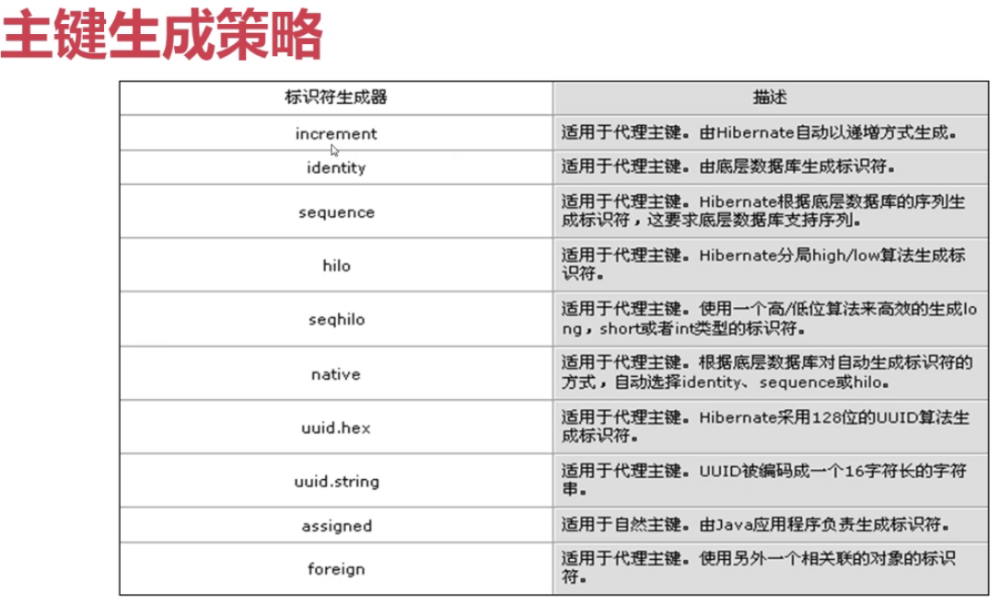 主键生成策略
标识符生成器 描述
increment 适用于代理主键。由Hibernate自动以递增方式生成。
identity 适用于代理主键。由底层数据库生成标识符。
sequence 适用于代理主键。Hibernate根据底层数据库的序列生
成标识符，这要求底层数据库支持序列。
hilo 适用于代理主键。Hibernate分局high/low算法生成标
识符。
seqhilo 适用于代理主键。使用一个高/低位算法来高效的生成lo
ng，short或者int类型的标识符。
native 适用于代理主键。根据底层数据库对自动生成标识符的
方式，自动选择identity、sequence或hilo。
uuid.hex 适用于代理主键。Hibernate采用128位的UUID算法生
成标识符。
uuid.string 适用于代理主键。UUID被编码成一个16字符长的字符
串。
assigned 适用于自然主键。由Java应用程序负责生成标识符。
foreign 适用于代理主键。使用另外一个相关联的对象的标识
符。